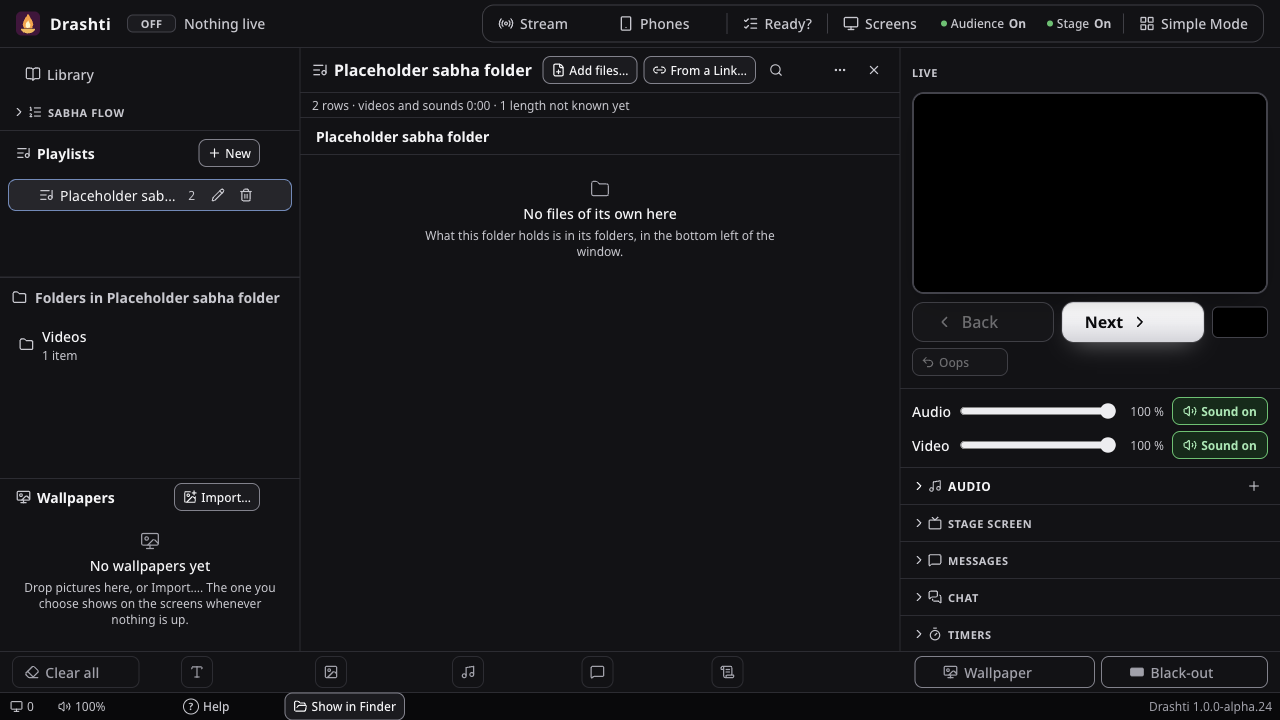 Drashti
OFF
Nothing live
Stream
Phones
Ready?
Screens
Audience On
Stage On
Simple Mode
Library
SABHA FLOW
Playlists
New
Placeholder sab...
2
Folders in Placeholder sabha folder
Videos
1 item
Wallpapers
Import...
No wallpapers yet
Drop pictures here, or Import.... The one you
choose shows on the screens whenever
nothing is up.
Placeholder sabha folder
Add files...
From a Link...
2 rows · videos and sounds 0:00 · 1 length not known yet
Placeholder sabha folder
No files of its own here
What this folder holds is in its folders, in the bottom left of the
window.
LIVE
Back
Next
Oops
Audio
100 %
Sound on
Video
100 %
Sound on
AUDIO
STAGE SCREEN
MESSAGES
CHAT
TIMERS
Clear all
Wallpaper
Black-out
0
100%
Help
Show in Finder
Drashti 1.0.0-alpha.24